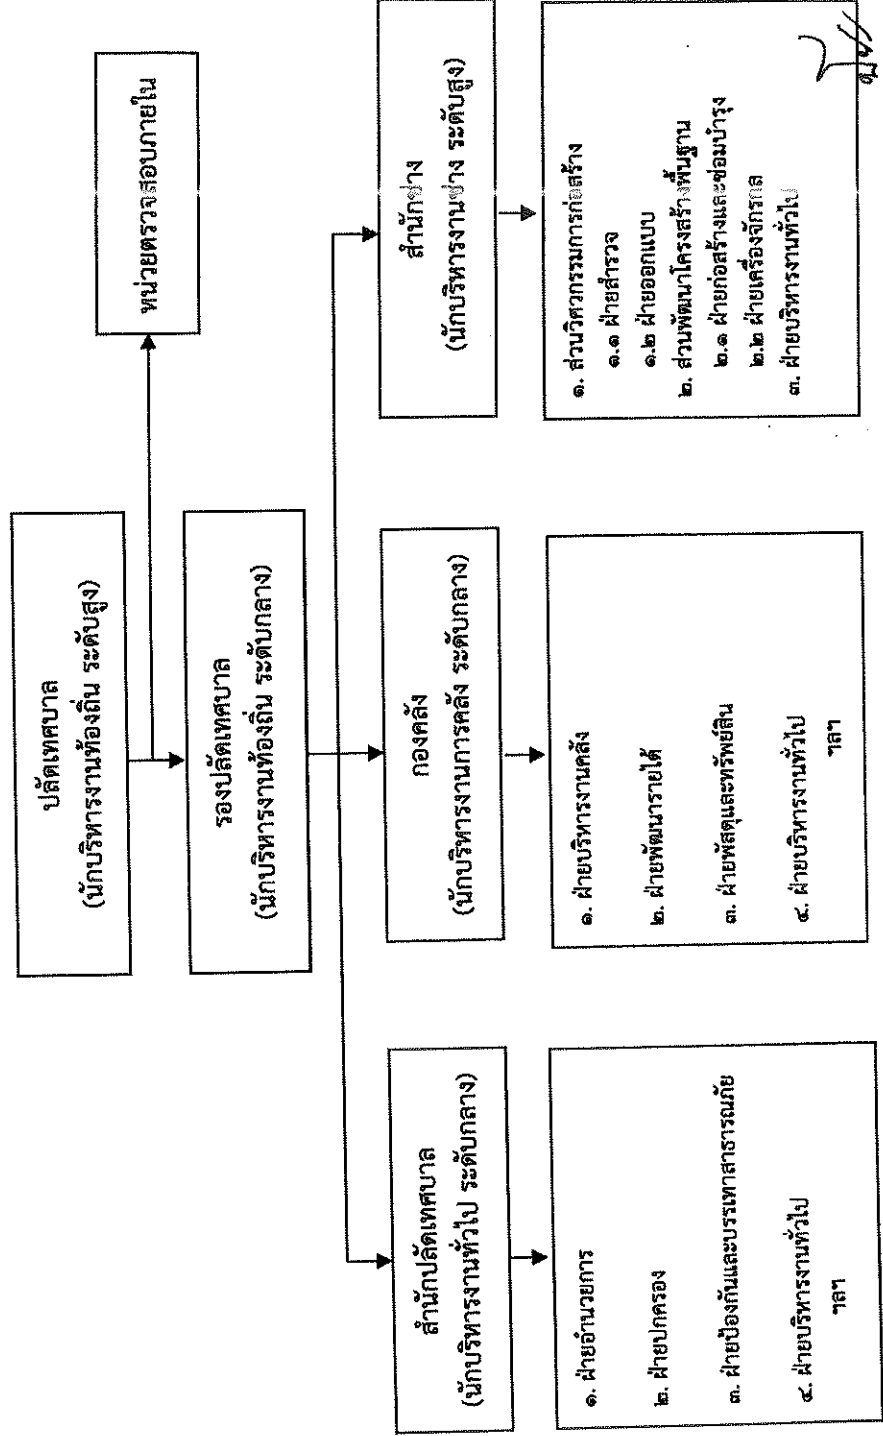 ปลัดเทศบาล
(นักบริหารงานท้องถิ่น ระดับสูง)
หน่วยตรวจสอบภายใน
รองปลัดเทศบาล
(นักบริหารงานท้องถิ่น ระดับกลาง)
สำนักปลัดเทศบาล
(นักบริหารงานทั่วไป ระดับกลาง)
๑. ฝ่ายอำนวยการ
๒. ฝ่ายปกครอง
๓. ฝ่ายป้องกันและบรรเทาสาธารณภัย
๔. ฝ่ายบริหารงานทั่วไป
ฯลฯ
กองคลัง
(นักบริหารงานการคลัง ระดับกลาง)
๑. ฝ่ายบริหารงานคลัง
๒. ฝ่ายพัฒนารายได้
๓. ฝ่ายพัสดุและทรัพย์สิน
๔. ฝ่ายบริหารงานทั่วไป
ฯลฯ
สำนักช่าง
(นักบริหารงานช่าง ระดับสูง)
๑. ส่วนวิศวกรรมการก่อสร้าง
๑.๑ ฝ่ายสำรวจ
๑.๒ ฝ่ายออกแบบ
๒. ส่วนพัฒนาโครงสร้างพื้นฐาน
๒.๑ ฝ่ายก่อสร้างและซ่อมบำรุง
๒.๒ ฝ่ายเครื่องจักรกล
๓. ฝ่ายบริหารงานทั่วไป